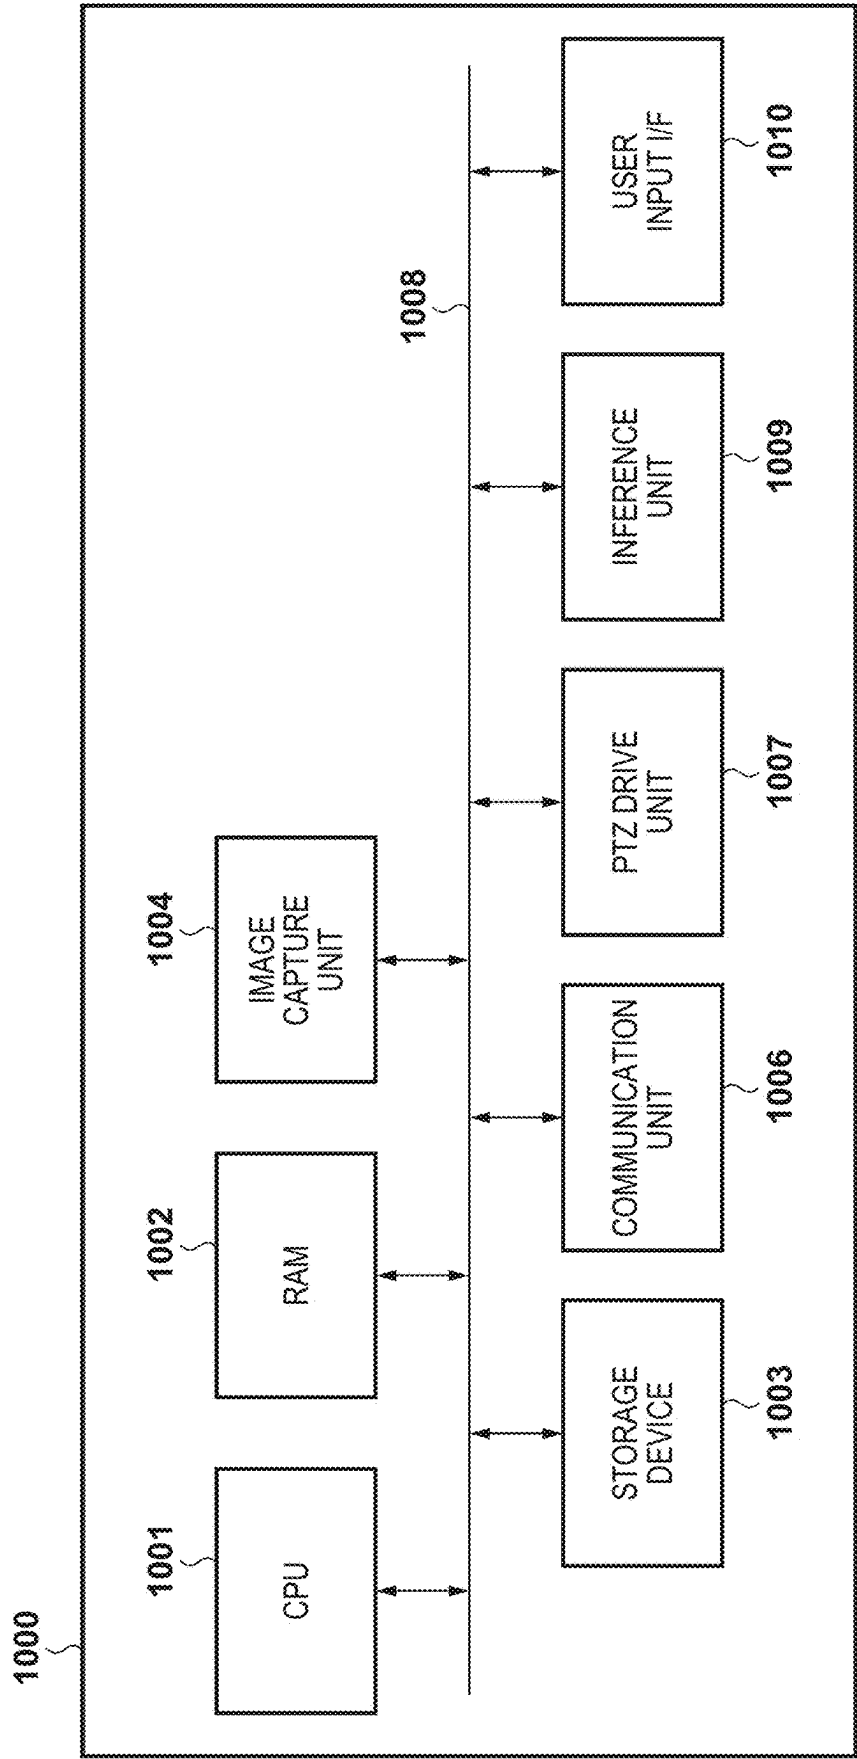 1000
1001
CPU
1002
RAM
1004
IMAGE
CAPTURE
UNIT
1008
STORAGE
DEVICE
1003
COMMUNICATION
UNIT
1006
PTZ DRIVE
UNIT
1007
INFERENCE
UNIT
1009
USER
INPUT I/F
1010